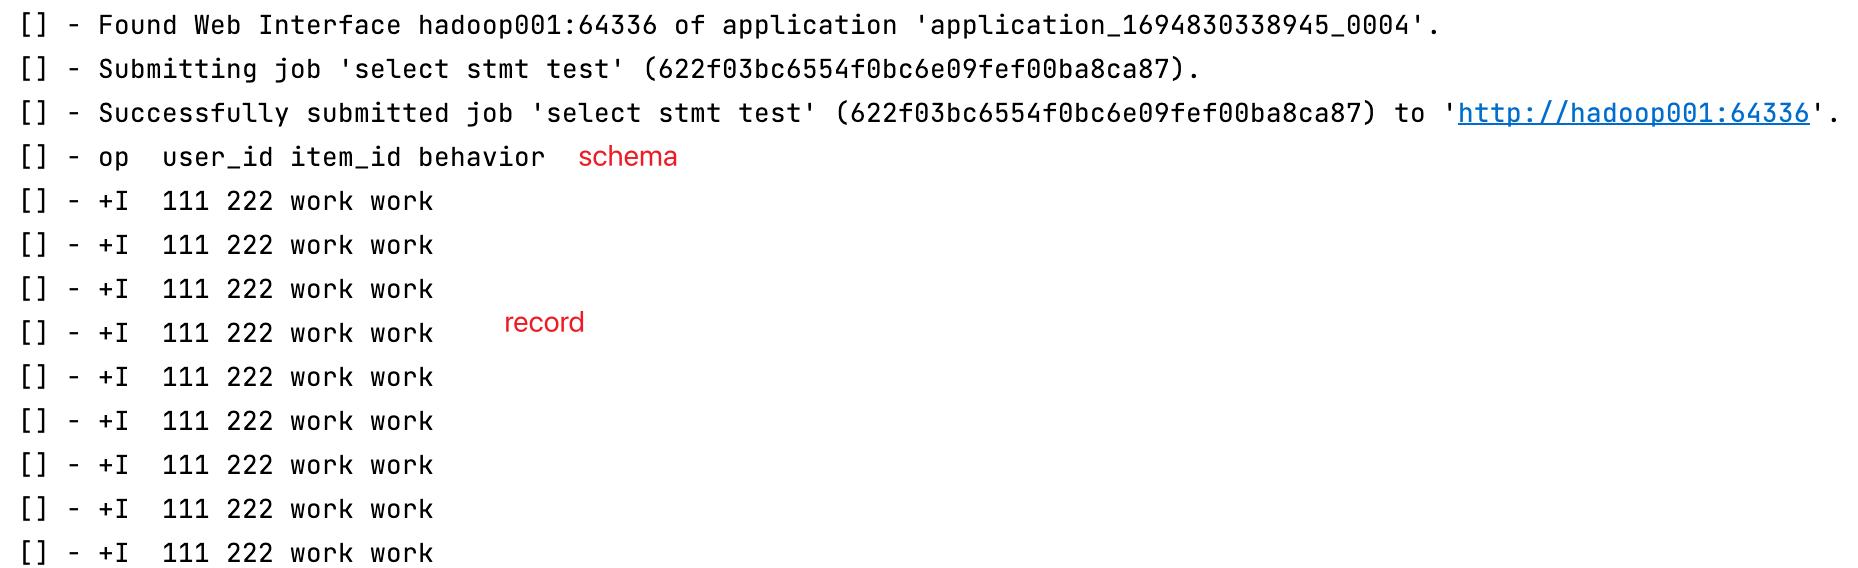 [] - Found Web Interface hadoop001:64336 of application 'application_1694830338945_0004'.
[] - Submitting job 'select stmt test' (622f03bc6554f0bc6e09fef00ba8ca87).
[] - Successfully submitted job 'select stmt test' (622f03bc6554f0bc6e09fef00ba8ca87) to 'http://hadoop001:64336'.
[] - op  user_id item_id behavior  schema
[] - +I  111 222 work work
[] - +I  111 222 work work
[] - +I  111 222 work work
[] - +I  111 222 work work  record
[] - +I  111 222 work work
[] - +I  111 222 work work
[] - +I  111 222 work work
[] - +I  111 222 work work
[] - +I  111 222 work work